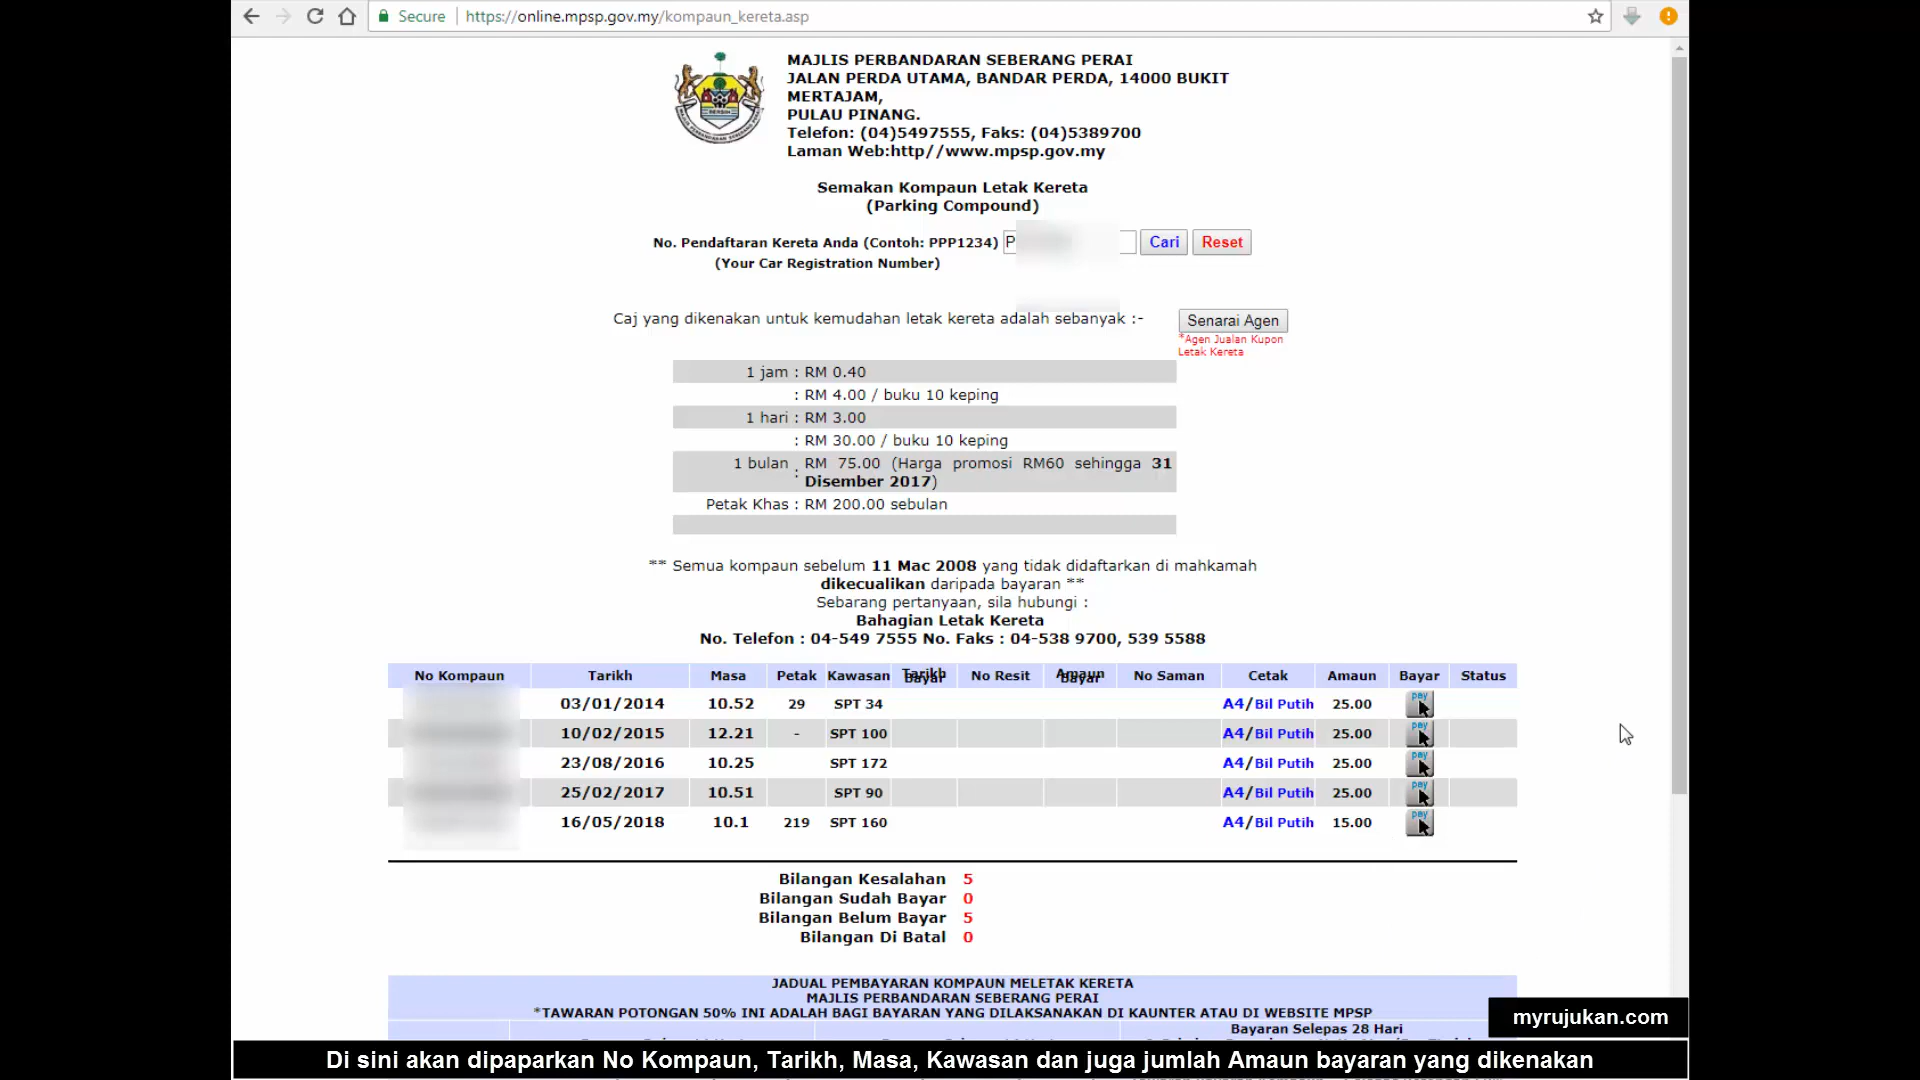 Secure | https://online.mpsp.gov.my/kompaun_kereta.asp
MAJLIS PERBANDARAN SEBERANG PERAI
JALAN PERDA UTAMA, BANDAR PERDA, 14000 BUKIT
MERTAJAM,
PULAU PINANG.
Telefon: (04)5497555, Faks: (04)5389700
Laman Web:http//www.mpsp.gov.my
Semakan Kompaun Letak Kereta
(Parking Compound)
No. Pendaftaran Kereta Anda (Contoh: PPP1234) P Cari Reset
(Your Car Registration Number)
Caj yang dikenakan untuk kemudahan letak kereta adalah sebanyak :- Senarai Agen
*Agen Jualan Kupon
Letak Kereta
1 jam : RM 0.40
: RM 4.00 / buku 10 keping
1 hari : RM 3.00
: RM 30.00 / buku 10 keping
1 bulan : RM 75.00 (Harga promosi RM60 sehingga 31
Disember 2017)
Petak Khas : RM 200.00 sebulan
** Semua kompaun sebelum 11 Mac 2008 yang tidak didaftarkan di mahkamah
dikecualikan daripada bayaran **
Sebarang pertanyaan, sila hubungi :
Bahagian Letak Kereta
No. Telefon : 04-549 7555 No. Faks : 04-538 9700, 539 5588
No Kompaun Tarikh Masa Petak Kawasan Tarikh Bayar No Resit Amaun Bayar No Saman Cetak Amaun Bayar Status
03/01/2014 10.52 29 SPT 34 A4/Bil Putih 25.00 pay
10/02/2015 12.21 - SPT 100 A4/Bil Putih 25.00 pay
23/08/2016 10.25 SPT 172 A4/Bil Putih 25.00 pay
25/02/2017 10.51 SPT 90 A4/Bil Putih 25.00 pay
16/05/2018 10.1 219 SPT 160 A4/Bil Putih 15.00 pay
Bilangan Kesalahan 5
Bilangan Sudah Bayar 0
Bilangan Belum Bayar 5
Bilangan Di Batal 0
JADUAL PEMBAYARAN KOMPAUN MELETAK KERETA
MAJLIS PERBANDARAN SEBERANG PERAI
*TAWARAN POTONGAN 50% INI ADALAH BAGI BAYARAN YANG DILAKSANAKAN DI KAUNTER ATAU DI WEBSITE MPSP
Bayaran Selepas 28 Hari
myrujukan.com
Di sini akan dipaparkan No Kompaun, Tarikh, Masa, Kawasan dan juga jumlah Amaun bayaran yang dikenakan